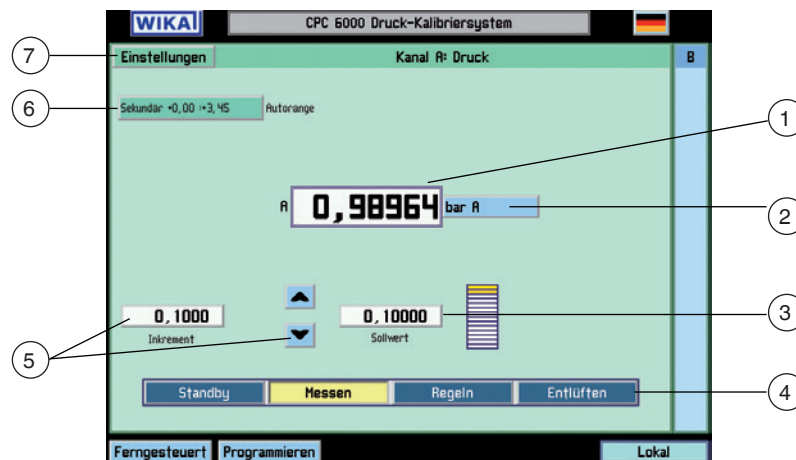 WIKAI
CPC 6000 Druck-Kalibriersystem
7
Einstellungen
Kanal A: Druck
B
6
Sekundär +0,00 :+3,45
Autorange
1
A
0,98964
bar A
2
0,1000
Inkrement
0,10000
Sollwert
3
5
Standby
Messen
Regeln
Entlüften
4
Ferngesteuert
Programmieren
Lokal